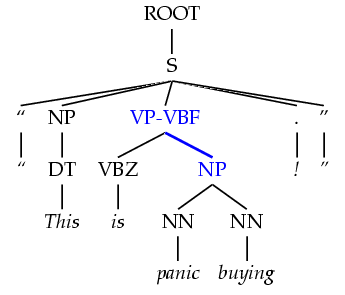 ROOT
S
“ NP VP-VBF . ”
“ DT VBZ NP ! ”
This is NN NN
panic buying